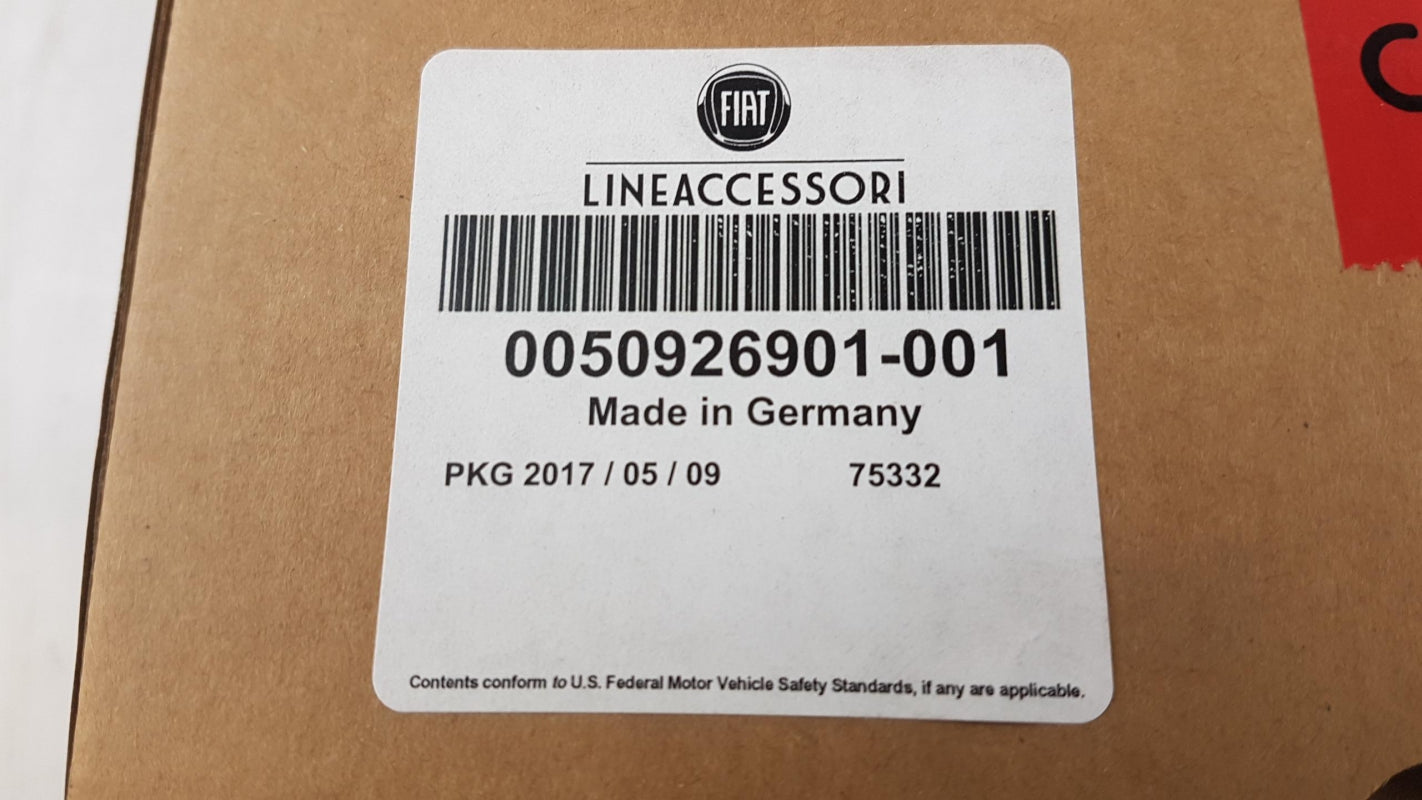 FIAT
LINEACCESSORI
0050926901-001
Made in Germany
PKG 2017 / 05 / 09 75332
Contents conform to U.S. Federal Motor Vehicle Safety Standards, if any are applicable.